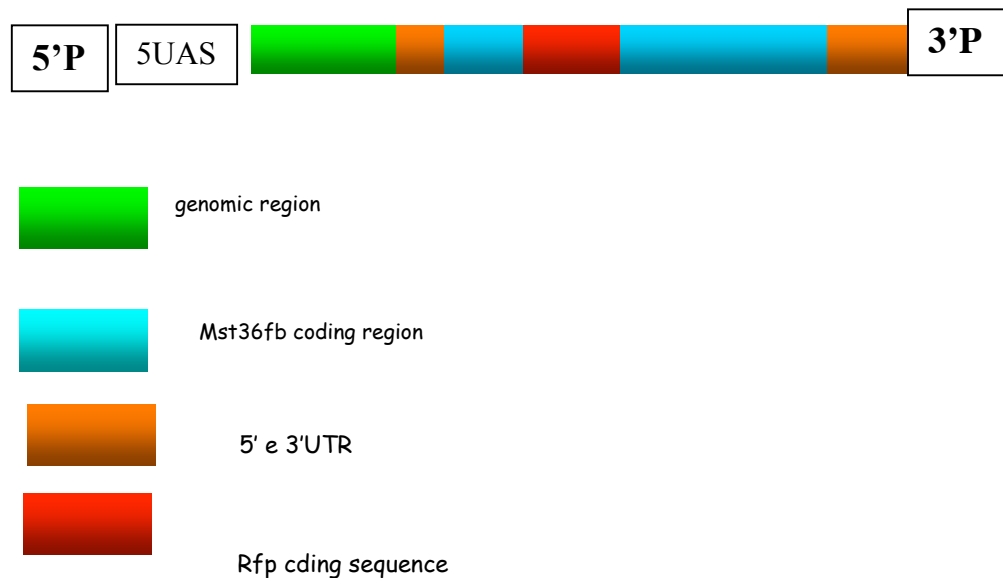 5’P
5UAS
3’P
genomic region
Mst36fb coding region
5’ e 3’UTR
Rfp cding sequence